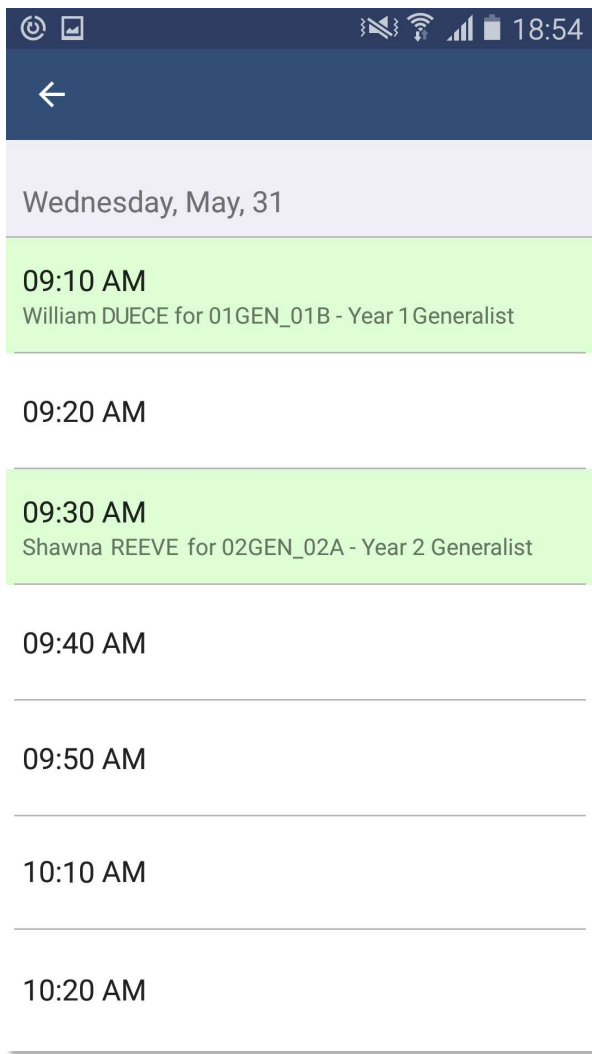 18:54
Wednesday, May, 31
09:10 AM
William DUECE for 01GEN_01B - Year 1 Generalist
09:20 AM
09:30 AM
Shawna REEVE for 02GEN_02A - Year 2 Generalist
09:40 AM
09:50 AM
10:10 AM
10:20 AM